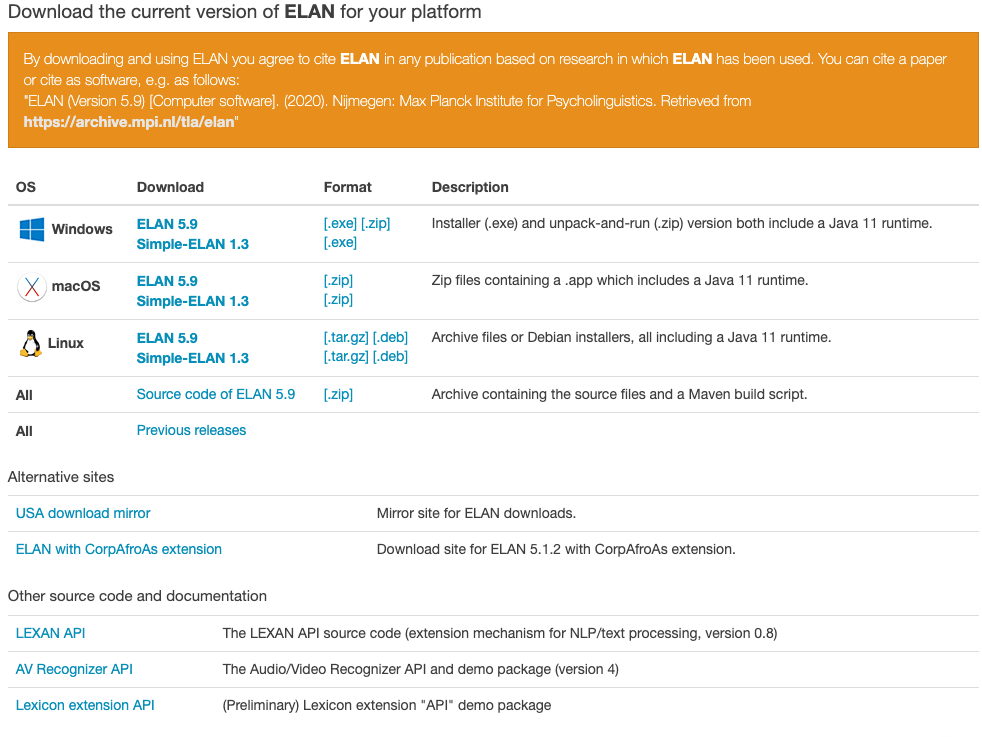 Download the current version of ELAN for your platform
By downloading and using ELAN you agree to cite ELAN in any publication based on research in which ELAN has been used. You can cite a paper
or cite as software, e.g. as follows:
"ELAN (Version 5.9) [Computer software]. (2020). Nijmegen: Max Planck Institute for Psycholinguistics. Retrieved from
https://archive.mpi.nl/tla/elan"
OS Download Format Description
Windows ELAN 5.9 [.exe] [.zip] Installer (.exe) and unpack-and-run (.zip) version both include a Java 11 runtime.
Simple-ELAN 1.3 [.exe]
macOS ELAN 5.9 [.zip] Zip files containing a .app which includes a Java 11 runtime.
Simple-ELAN 1.3 [.zip]
Linux ELAN 5.9 [.tar.gz] [.deb] Archive files or Debian installers, all including a Java 11 runtime.
Simple-ELAN 1.3 [.tar.gz] [.deb]
All Source code of ELAN 5.9 [.zip] Archive containing the source files and a Maven build script.
All Previous releases
Alternative sites
USA download mirror Mirror site for ELAN downloads.
ELAN with CorpAfroAs extension Download site for ELAN 5.1.2 with CorpAfroAs extension.
Other source code and documentation
LEXAN API The LEXAN API source code (extension mechanism for NLP/text processing, version 0.8)
AV Recognizer API The Audio/Video Recognizer API and demo package (version 4)
Lexicon extension API (Preliminary) Lexicon extension "API" demo package